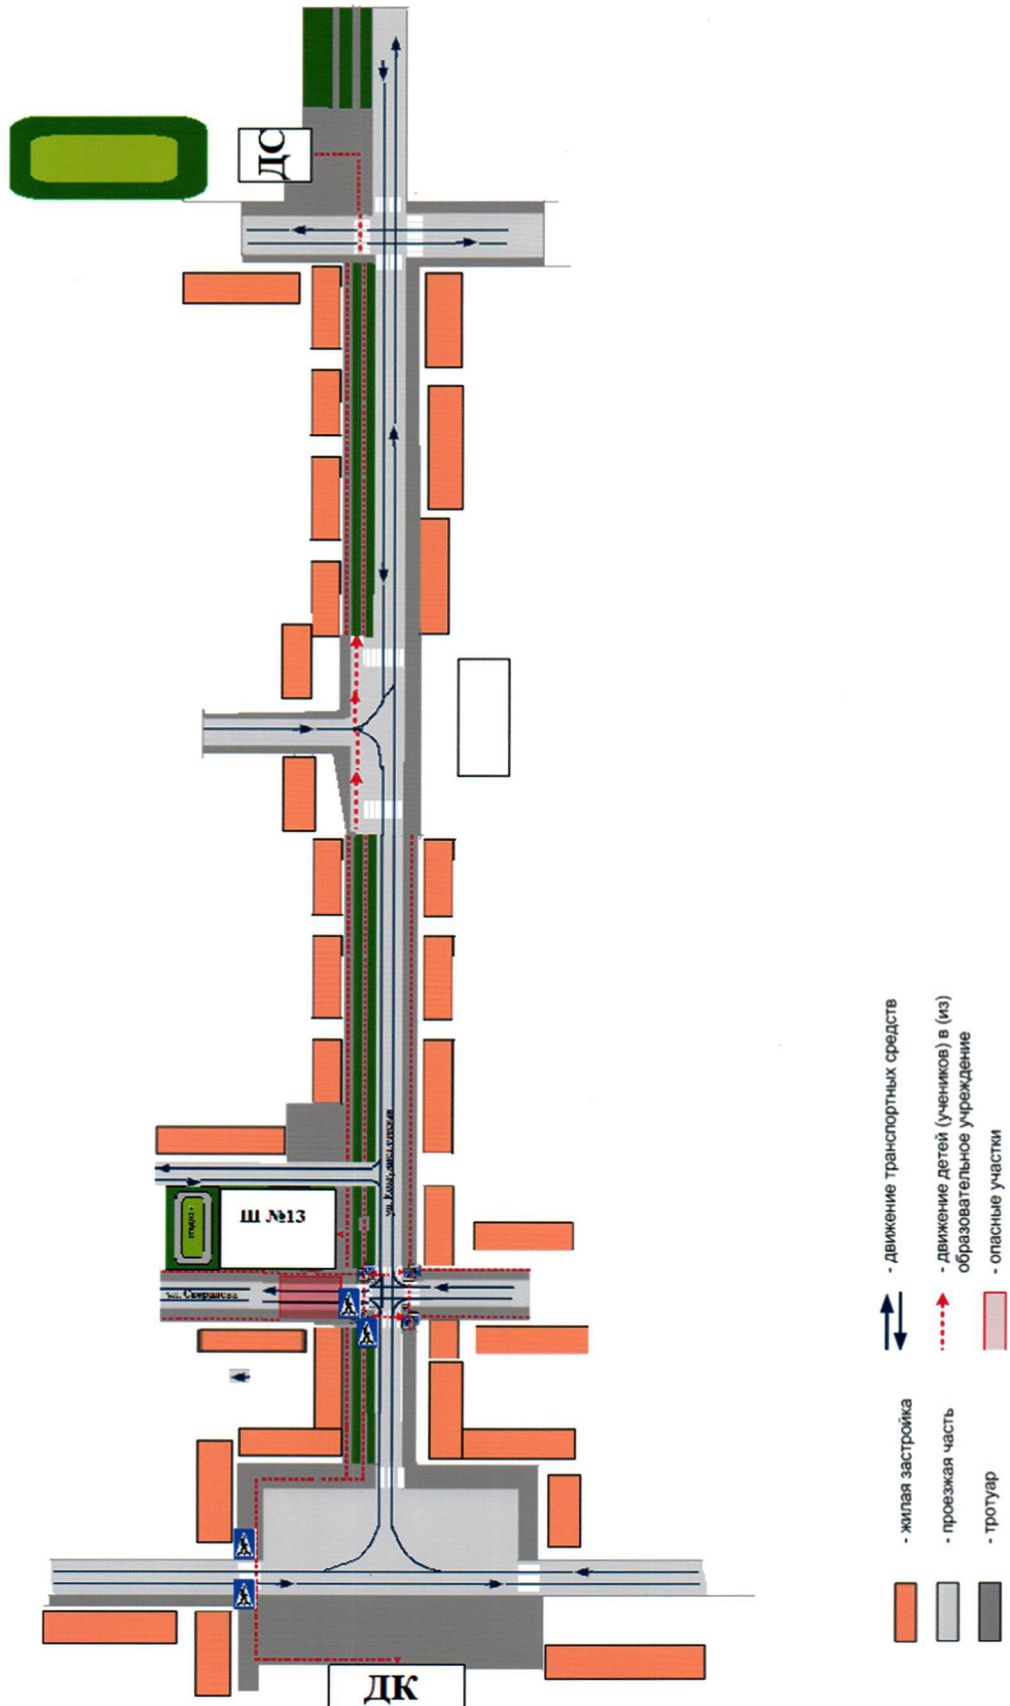 ДС
Ш №13
ул. Свердлова
ДК
- жилая застройка
- проезжая часть
- тротуар
- движение транспортных средств
- движение детей (учеников) в (из)
образовательное учреждение
- опасные участки